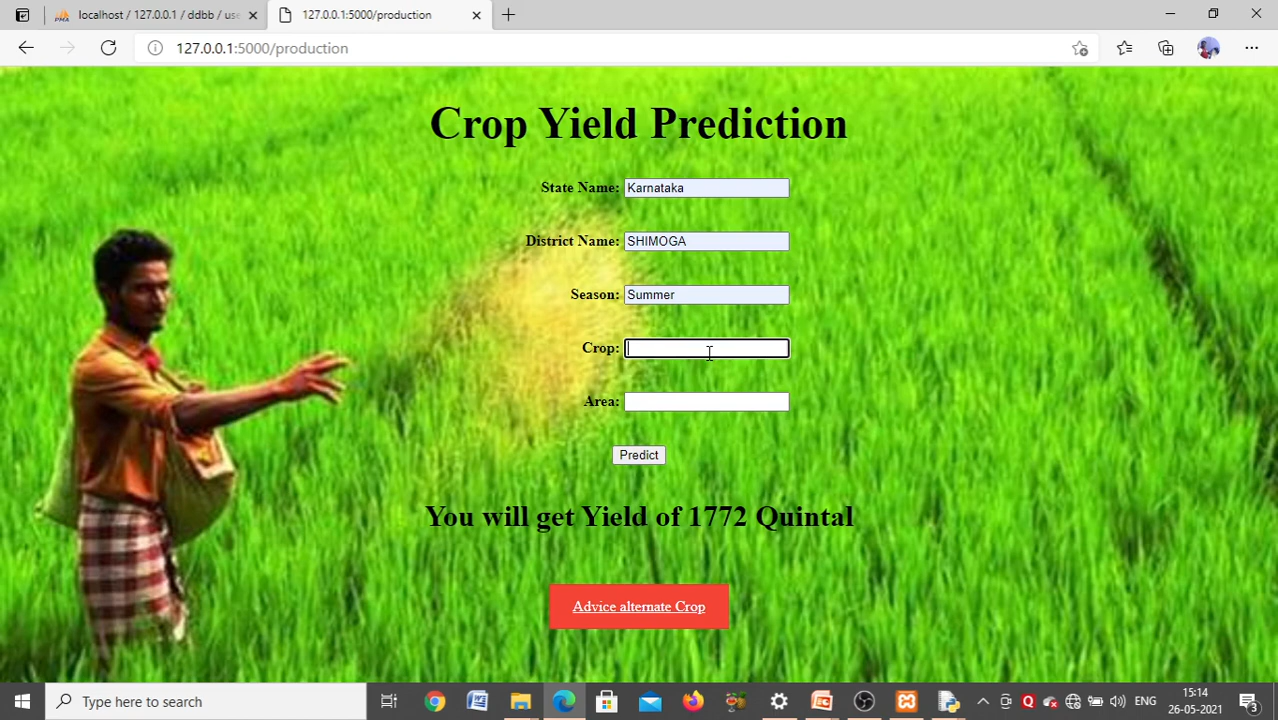 localhost / 127.0.0.1 / ddbb / use
127.0.0.1:5000/production
127.0.0.1:5000/production
Crop Yield Prediction
State Name: Karnataka
District Name: SHIMOGA
Season: Summer
Crop:
Area:
Predict
You will get Yield of 1772 Quintal
Advice alternate Crop
Type here to search
ENG
15:14
26-05-2021
3